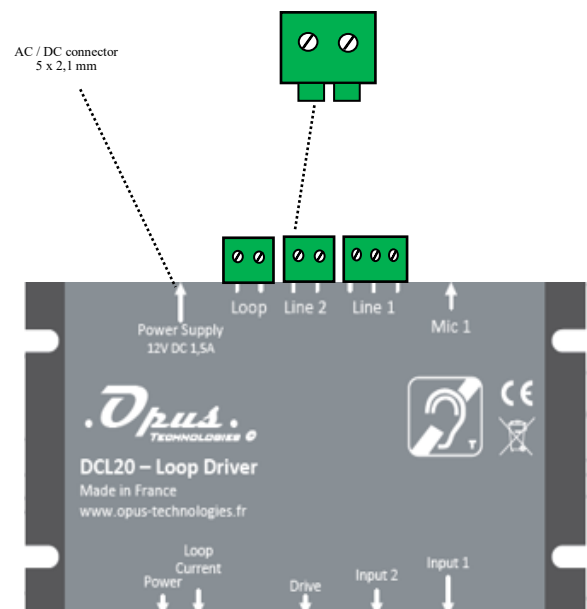 AC / DC connector
5 x 2,1 mm
Loop Line 2 Line 1
Mic 1
Power Supply
12V DC 1,5A
.Opus.
TECHNOLOGIES ©
T
CE
DCL20 – Loop Driver
Made in France
www.opus-technologies.fr
Loop
Current
Power
Drive
Input 2
Input 1